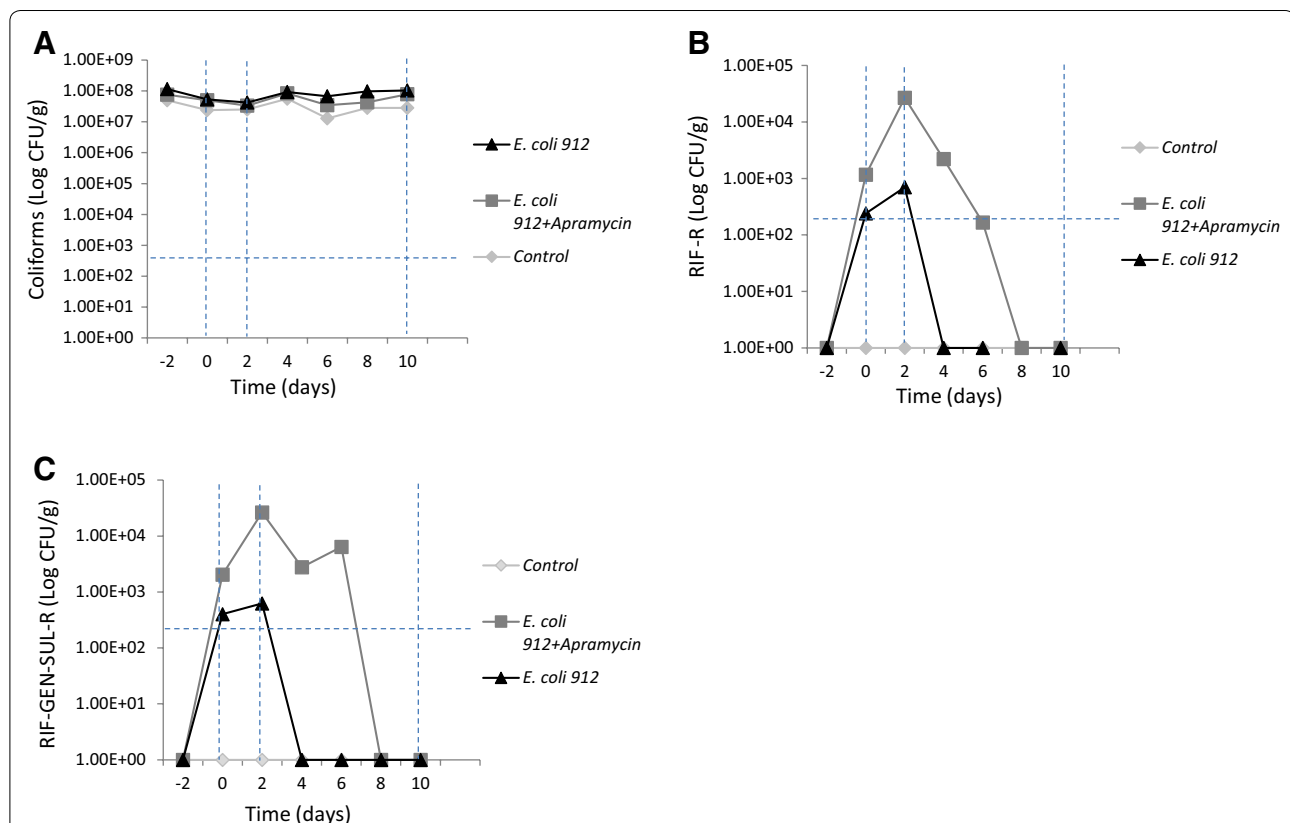 A
1.00E+09
1.00E+08
1.00E+07
1.00E+06
1.00E+05
1.00E+04
1.00E+03
1.00E+02
1.00E+01
1.00E+00
Coliforms (Log CFU/g)
-2 0 2 4 6 8 10
Time (days)
E. coli 912
E. coli
912+Apramycin
Control
B
1.00E+05
1.00E+04
1.00E+03
1.00E+02
1.00E+01
1.00E+00
RIF -R (Log CFU/g)
-2 0 2 4 6 8 10
Time (days)
Control
E. coli
912+Apramycin
E. coli 912
C
1.00E+05
1.00E+04
1.00E+03
1.00E+02
1.00E+01
1.00E+00
RIF-GEN-SUL-R (Log CFU/g)
-2 0 2 4 6 8 10
Time (days)
Control
E. coli
912+Apramycin
E. coli 912